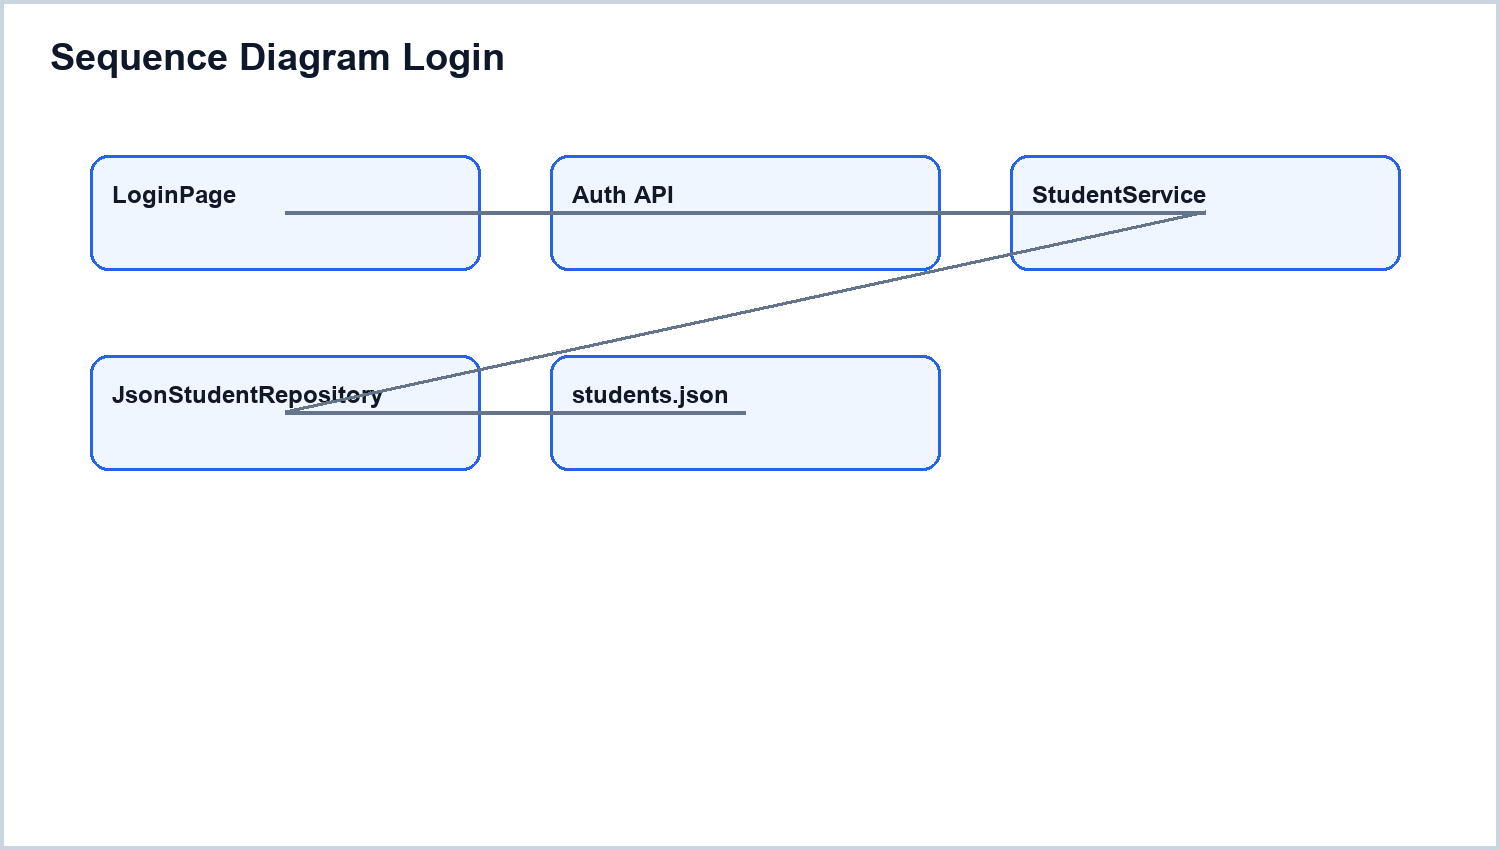 Sequence Diagram Login
LoginPage
Auth API
StudentService
JsonStudentRepository
students.json